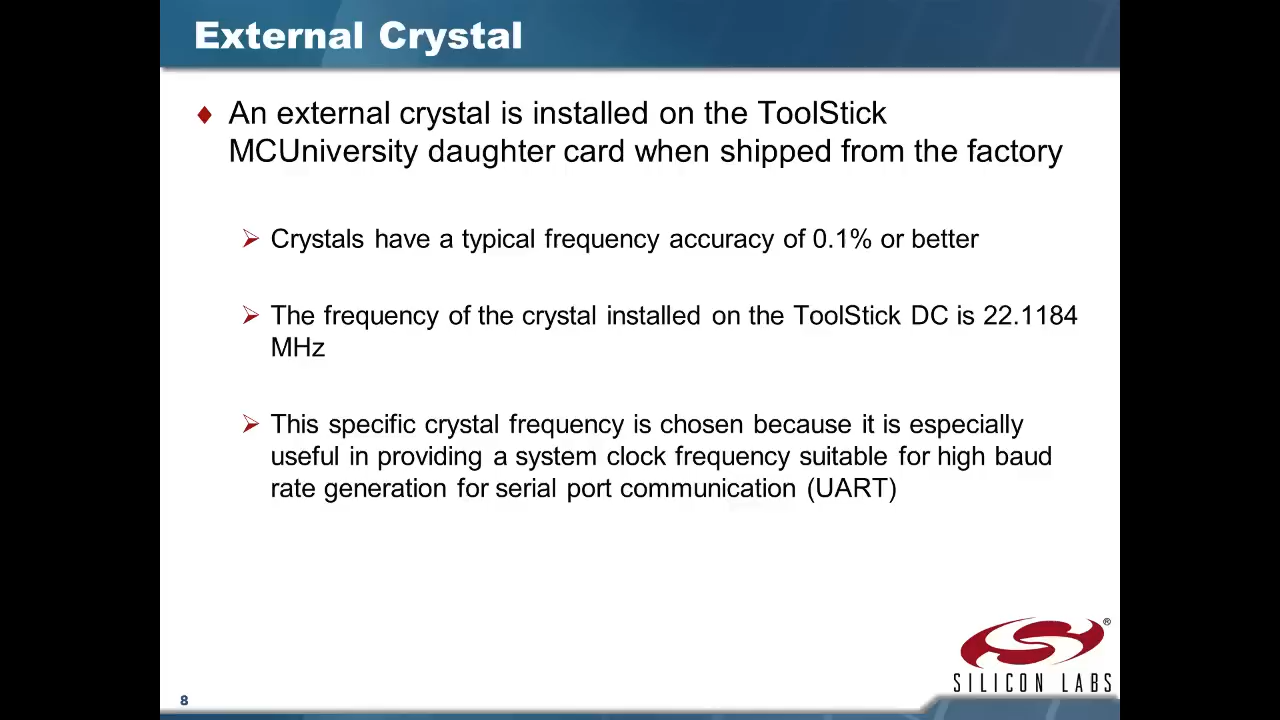 External Crystal
An external crystal is installed on the ToolStick
MCUniversity daughter card when shipped from the factory
Crystals have a typical frequency accuracy of 0.1% or better
The frequency of the crystal installed on the ToolStick DC is 22.1184
MHz
This specific crystal frequency is chosen because it is especially
useful in providing a system clock frequency suitable for high baud
rate generation for serial port communication (UART)
®
SILICON LABS
8